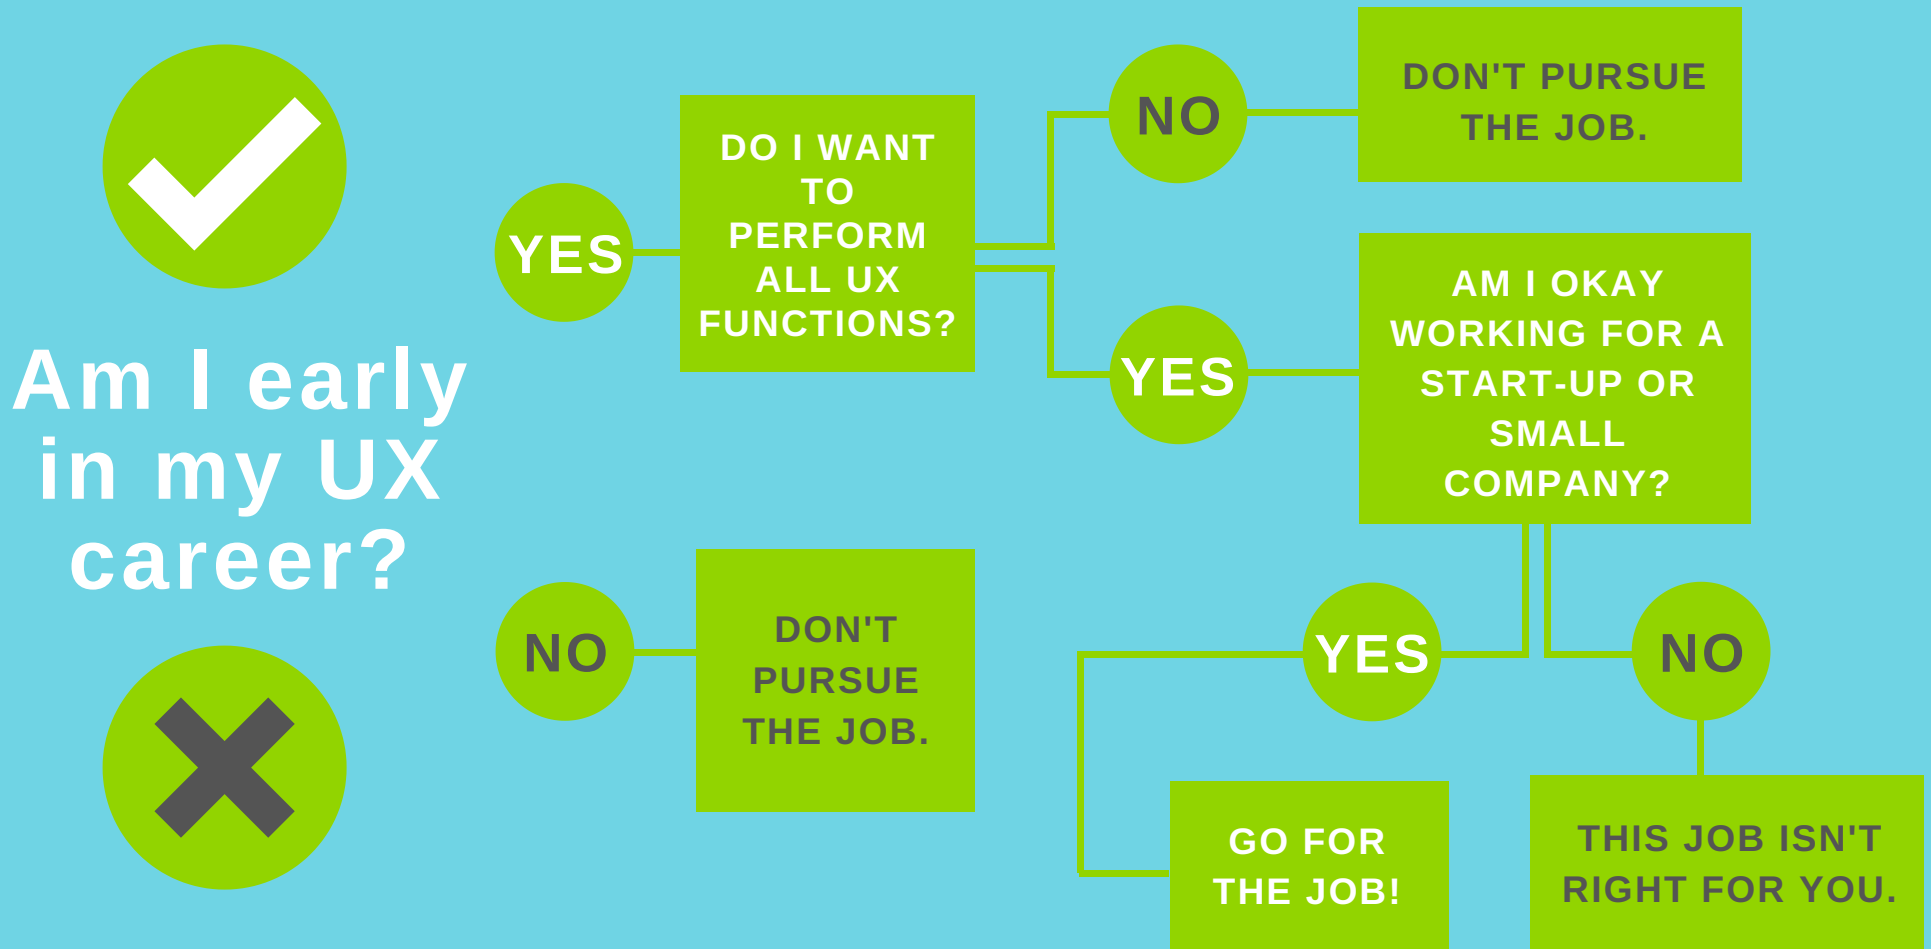 Am I early
in my UX
career?
YES
DO I WANT
TO
PERFORM
ALL UX
FUNCTIONS?
NO
DON'T PURSUE
THE JOB.
YES
AM I OKAY
WORKING FOR A
START-UP OR
SMALL
COMPANY?
YES
GO FOR
THE JOB!
NO
THIS JOB ISN'T
RIGHT FOR YOU.
NO
DON'T
PURSUE
THE JOB.